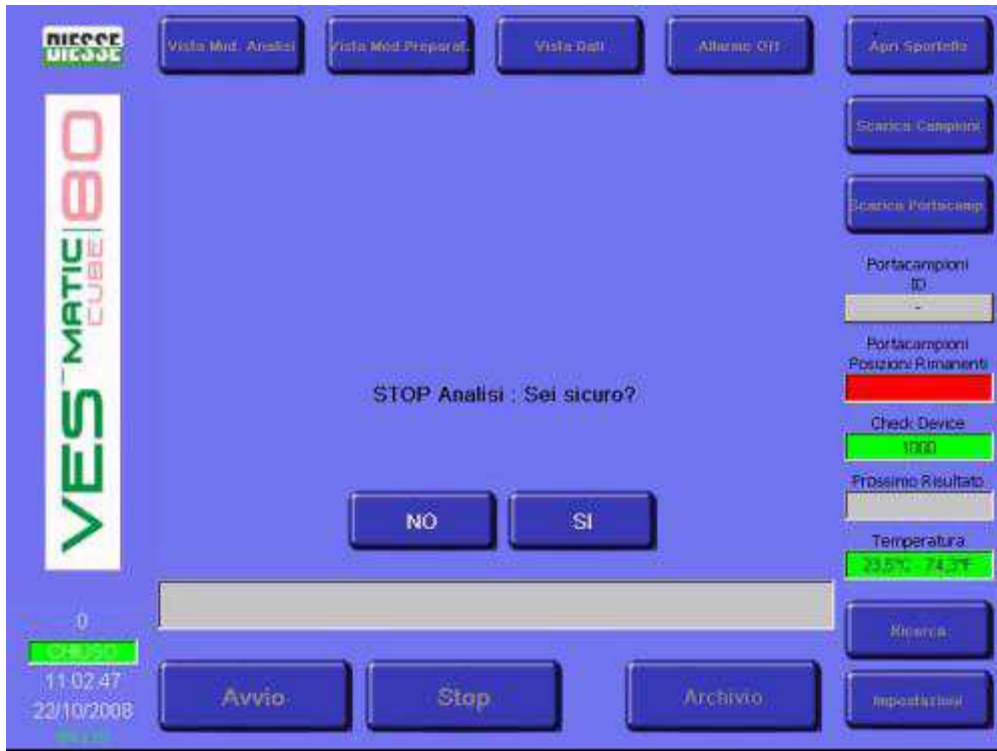 DIESSE
Vista Mod. Analisi
Vista Mod.Preparat.
Vista Dati
Allarme Off
Apri Sportello
Scarica Campioni
Scarica Portacamp.
VES MATIC CUBE 80
Portacampioni
ID
-
Portacampioni
Posizioni Rimanenti
Check Device
1000
Prossimo Risultato
Temperatura
23,5°C - 74,3°F
STOP Analisi : Sei sicuro?
NO
SI
0
CHIUSO
11.02.47
22/10/2008
Avvio
Stop
Archivio
Ricerca
Impostazioni